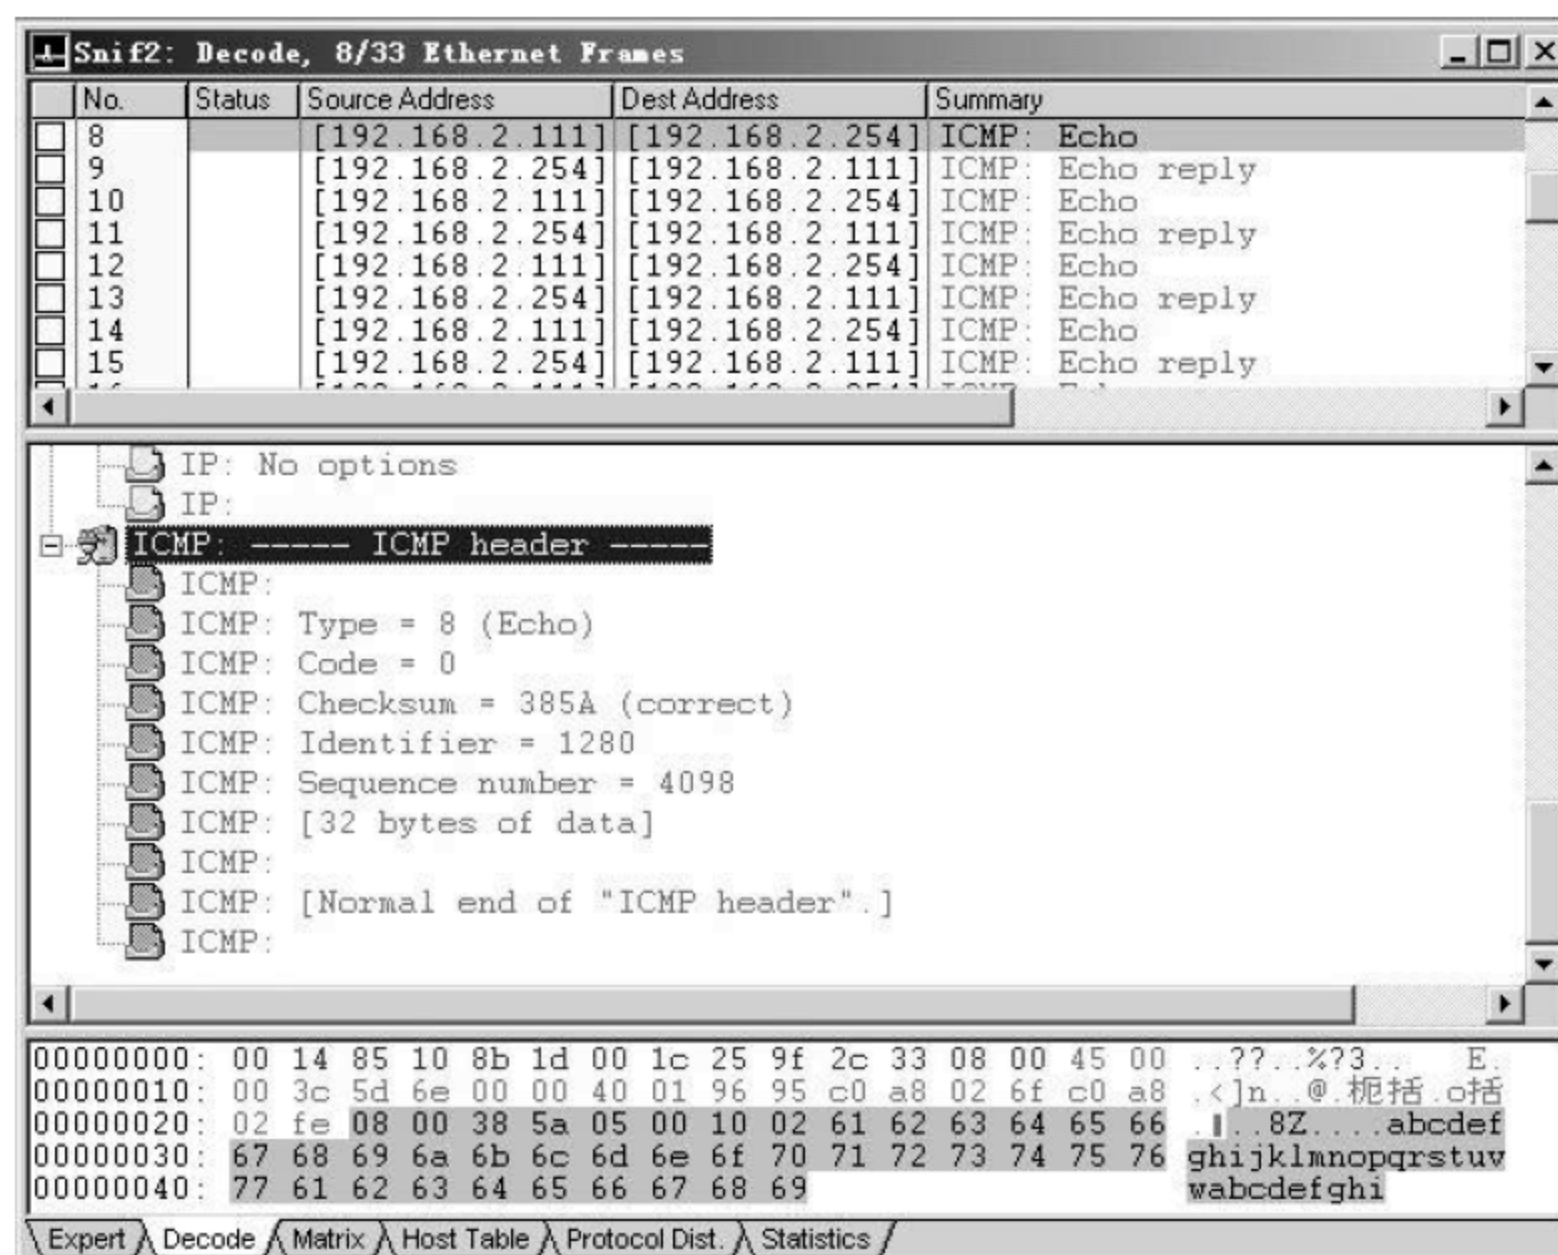 Snif2: Decode, 8/33 Ethernet Frames
No. Status Source Address Dest Address Summary
8 [192.168.2.111] [192.168.2.254] ICMP: Echo
9 [192.168.2.254] [192.168.2.111] ICMP: Echo reply
10 [192.168.2.111] [192.168.2.254] ICMP: Echo
11 [192.168.2.254] [192.168.2.111] ICMP: Echo reply
12 [192.168.2.111] [192.168.2.254] ICMP: Echo
13 [192.168.2.254] [192.168.2.111] ICMP: Echo reply
14 [192.168.2.111] [192.168.2.254] ICMP: Echo
15 [192.168.2.254] [192.168.2.111] ICMP: Echo reply
IP: No options
IP:
ICMP: ----- ICMP header -----
ICMP:
ICMP: Type = 8 (Echo)
ICMP: Code = 0
ICMP: Checksum = 385A (correct)
ICMP: Identifier = 1280
ICMP: Sequence number = 4098
ICMP: [32 bytes of data]
ICMP:
ICMP: [Normal end of "ICMP header".]
ICMP:
00000000: 00 14 85 10 8b 1d 00 1c 25 9f 2c 33 08 00 45 00 ..??..%?3.. E.
00000010: 00 3c 5d 6e 00 00 40 01 96 95 c0 a8 02 6f c0 a8 .<]n..@.枙括.o括
00000020: 02 fe 08 00 38 5a 05 00 10 02 61 62 63 64 65 66 ..8Z....abcdef
00000030: 67 68 69 6a 6b 6c 6d 6e 6f 70 71 72 73 74 75 76 ghijklmnopqrstuv
00000040: 77 61 62 63 64 65 66 67 68 69 wabcdefghi
Expert Decode Matrix Host Table Protocol Dist. Statistics